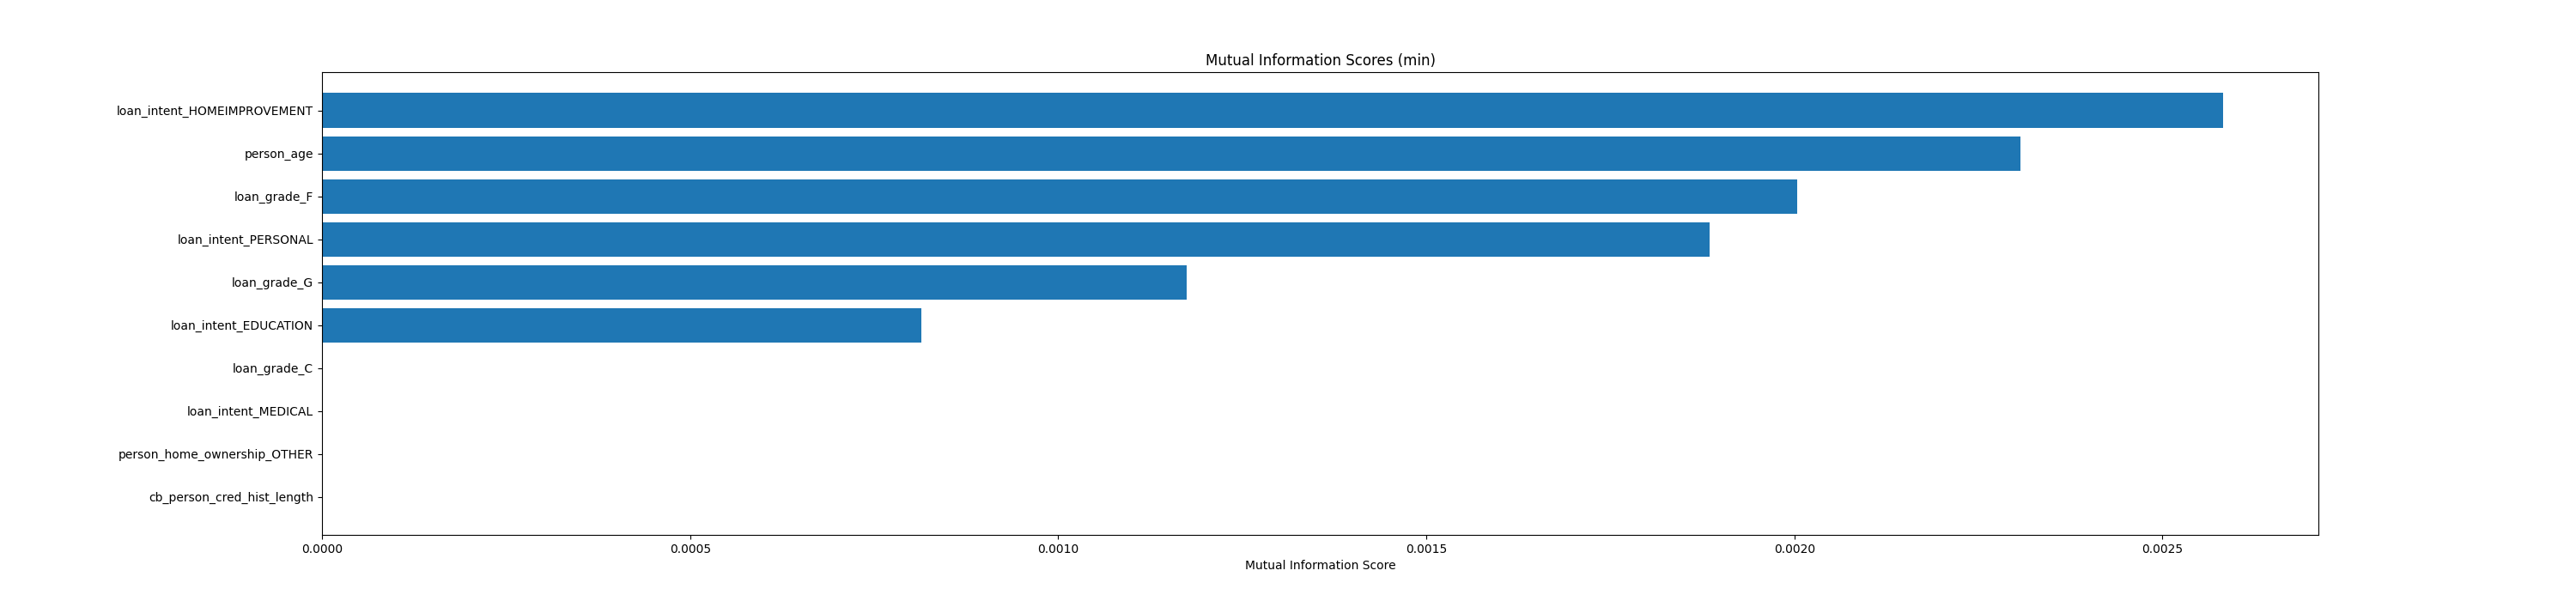 Mutual Information Scores (min)
loan_intent_HOMEIMPROVEMENT
person_age
loan_grade_F
loan_intent_PERSONAL
loan_grade_G
loan_intent_EDUCATION
loan_grade_C
loan_intent_MEDICAL
person_home_ownership_OTHER
cb_person_cred_hist_length
0.0000 0.0005 0.0010 0.0015 0.0020 0.0025
Mutual Information Score